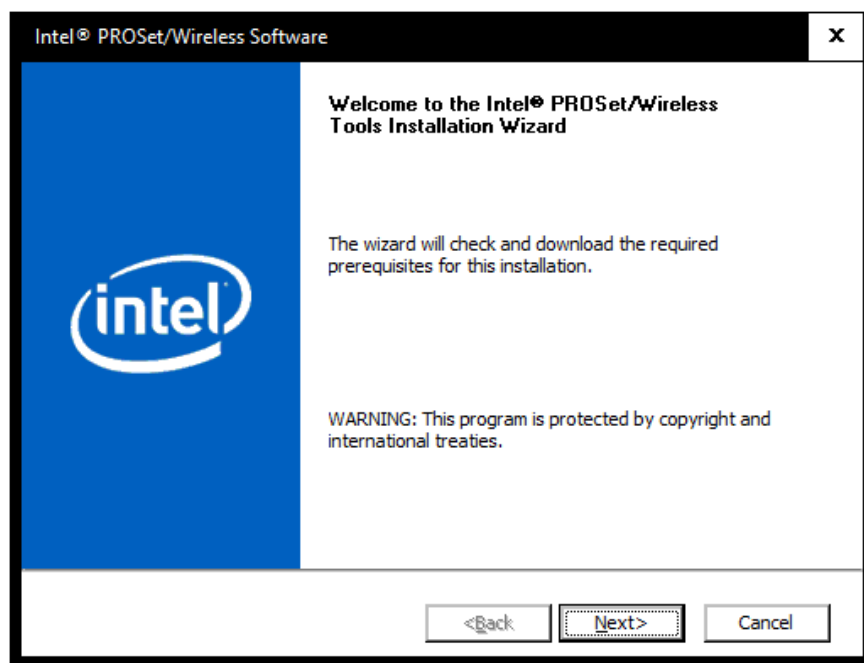 Intel® PROSet/Wireless Software
x
Welcome to the Intel® PROSet/Wireless
Tools Installation Wizard
The wizard will check and download the required
prerequisites for this installation.
intel
WARNING: This program is protected by copyright and
international treaties.
<Back Next> Cancel